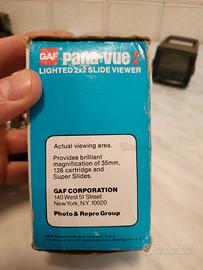 GAF pana-vue 2
LIGHTED 2x2 SLIDE VIEWER
Actual viewing area.
Provides brilliant
magnification of 35mm,
126 cartridge and
Super Slides.
GAF CORPORATION
140 West 51 Street
New York, N.Y. 10020
Photo & Repro Group